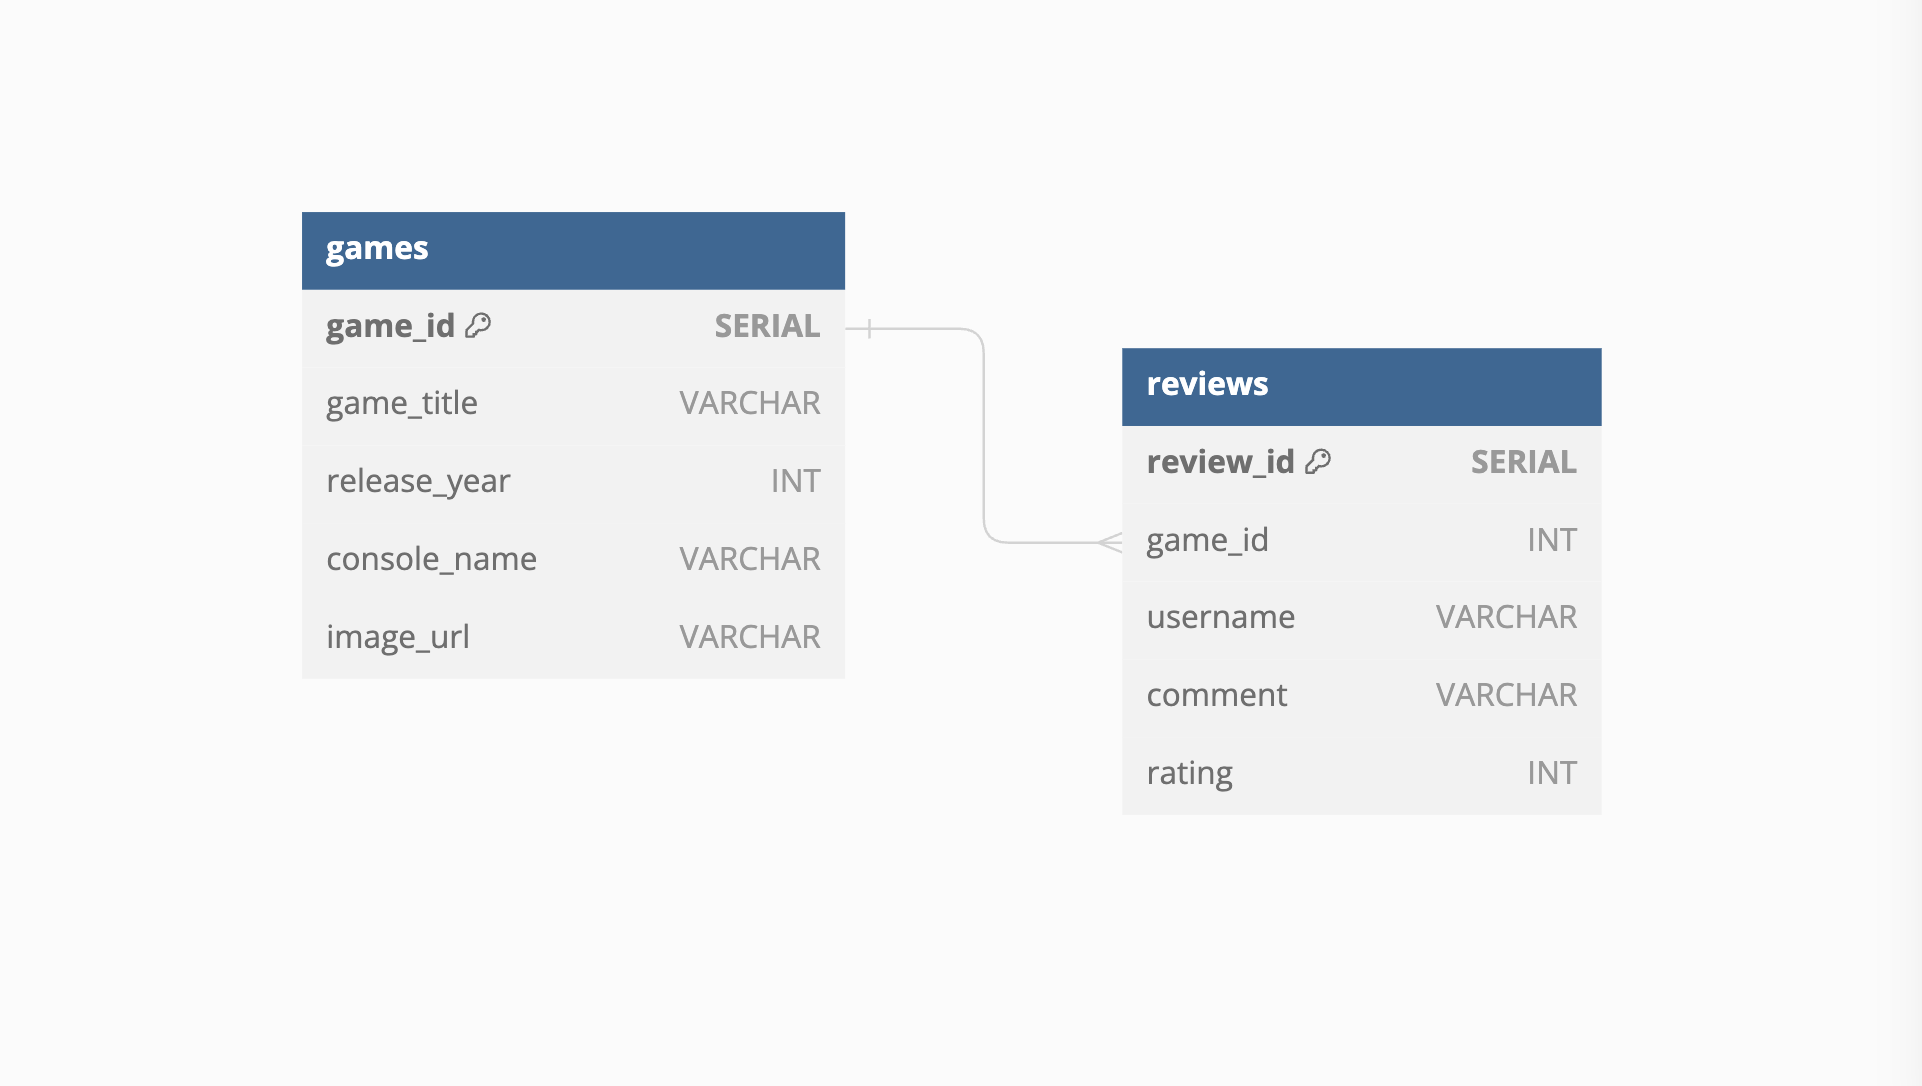 games
game_id SERIAL
game_title VARCHAR
release_year INT
console_name VARCHAR
image_url VARCHAR
reviews
review_id SERIAL
game_id INT
username VARCHAR
comment VARCHAR
rating INT